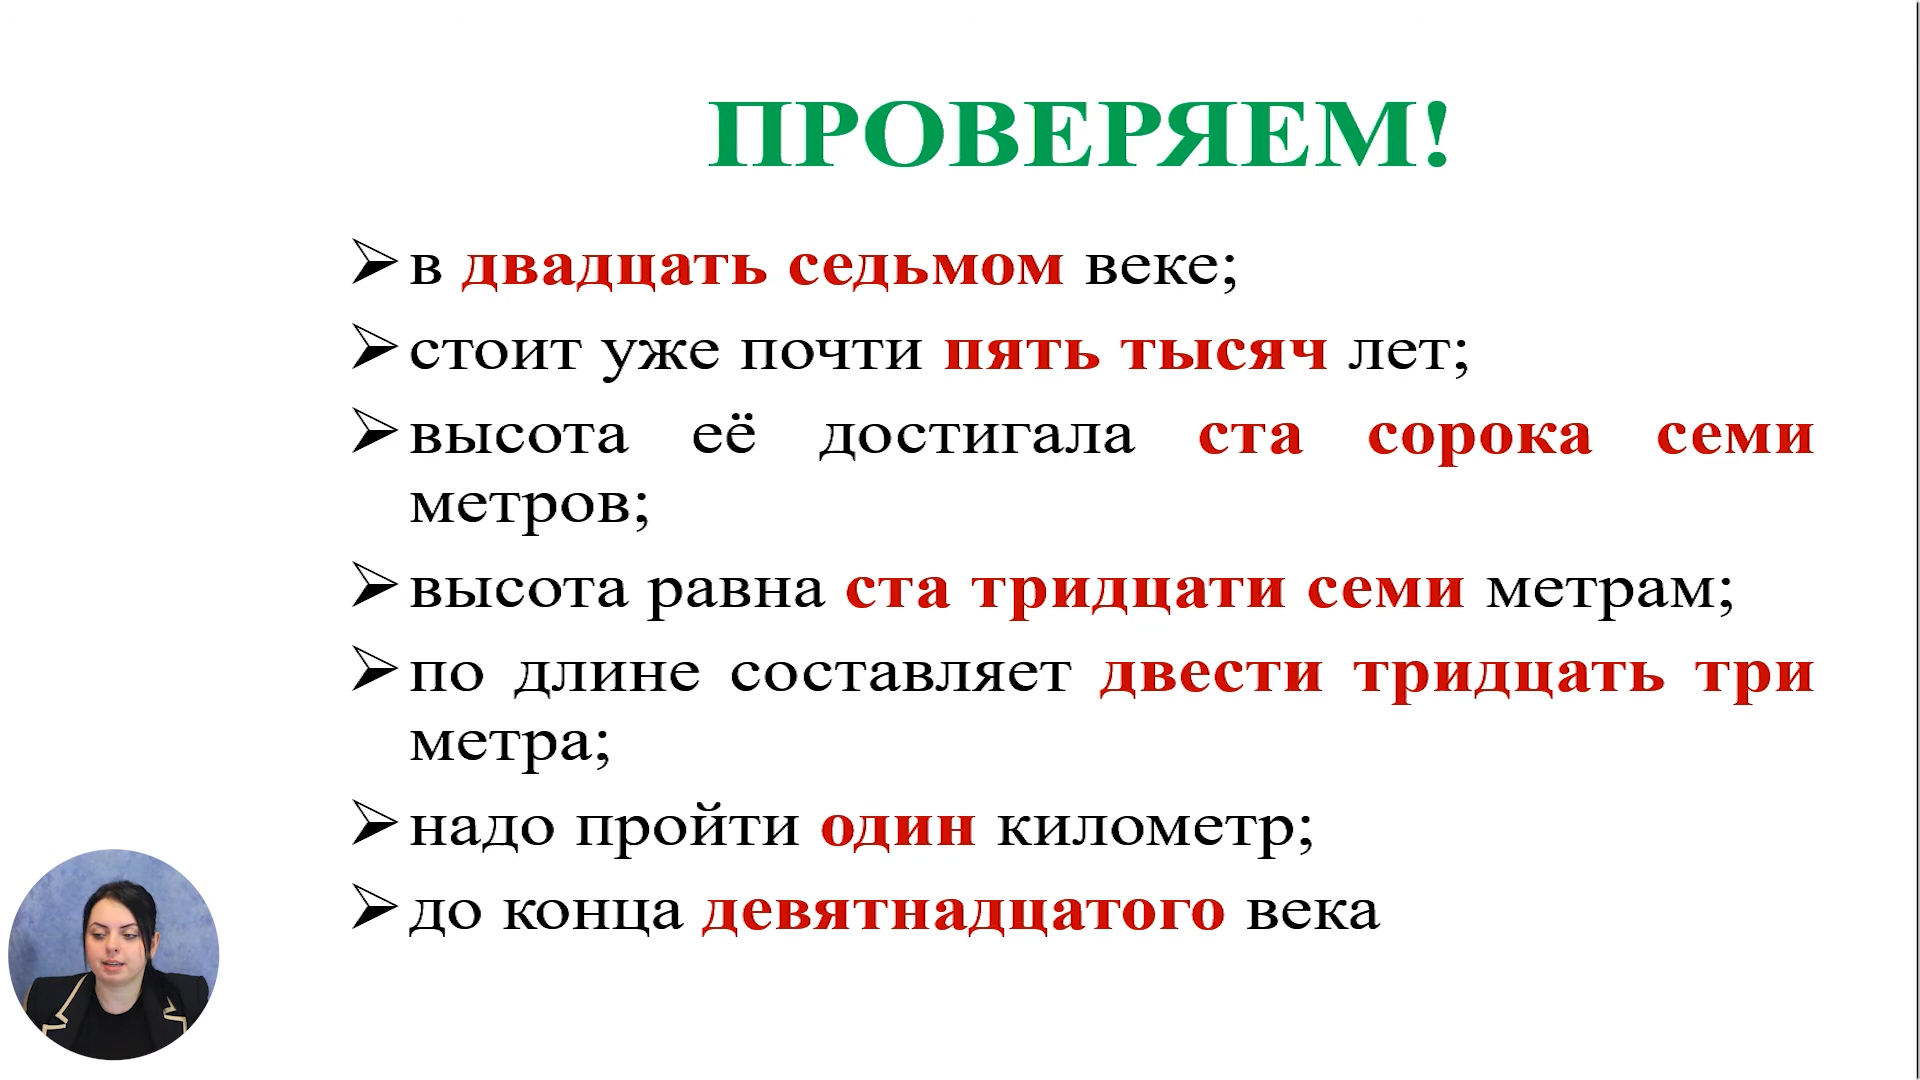 ПРОВЕРЯЕМ!
в двадцать седьмом веке;
стоит уже почти пять тысяч лет;
высота её достигала ста сорока семи
метров;
высота равна ста тридцати семи метрам;
по длине составляет двести тридцать три
метра;
надо пройти один километр;
до конца девятнадцатого века